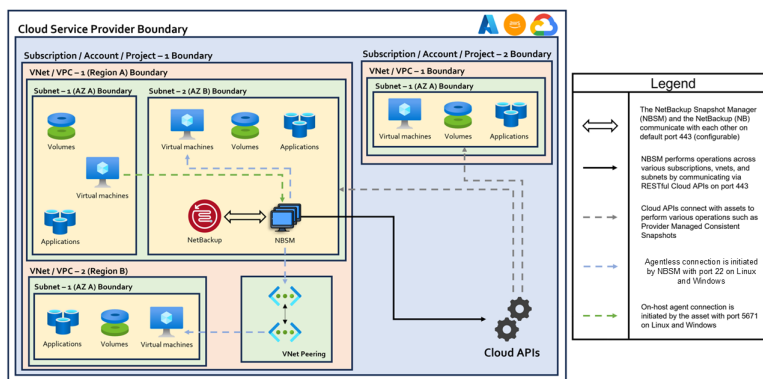 Cloud Service Provider Boundary
aws
Subscription / Account / Project – 1 Boundary
VNet / VPC – 1 (Region A) Boundary
Subnet – 1 (AZ A) Boundary
Volumes
Virtual machines
Applications
Subnet – 2 (AZ B) Boundary
Virtual machines
Volumes
Applications
NetBackup
NBSM
VNet / VPC – 2 (Region B)
Subnet – 1 (AZ A) Boundary
Applications
Volumes
Virtual machines
VNet Peering
Subscription / Account / Project – 2 Boundary
VNet / VPC – 1 Boundary
Subnet – 1 (AZ A) Boundary
Virtual machines
Volumes
Applications
Cloud APIs
Legend
The NetBackup Snapshot Manager
(NBSM) and the NetBackup (NB)
communicate with each other on
default port 443 (configurable)
NBSM performs operations across
various subscriptions, vnets, and
subnets by communicating via
RESTful Cloud APIs on port 443
Cloud APIs connect with assets to
perform various operations such as
Provider Managed Consistent
Snapshots
Agentless connection is initiated
by NBSM with port 22 on Linux
and Windows
On-host agent connection is
initiated by the asset with port 5671
on Linux and Windows